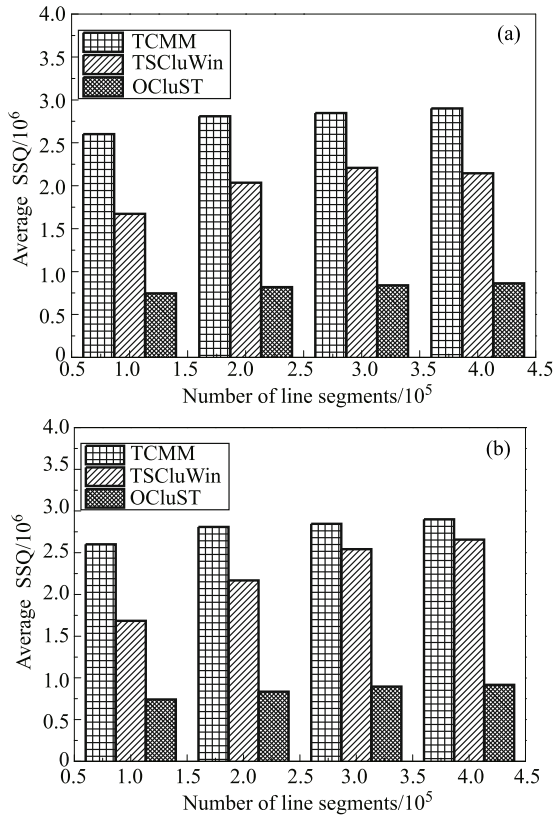 4.0
3.5
3.0
2.5
2.0
1.5
1.0
0.5
0
Average SSQ/10⁶
TCMM
TSCluWin
OCluST
(a)
0.5 1.0 1.5 2.0 2.5 3.0 3.5 4.0 4.5
Number of line segments/10⁵
4.0
3.5
3.0
2.5
2.0
1.5
1.0
0.5
0
Average SSQ/10⁶
TCMM
TSCluWin
OCluST
(b)
0.5 1.0 1.5 2.0 2.5 3.0 3.5 4.0 4.5
Number of line segments/10⁵